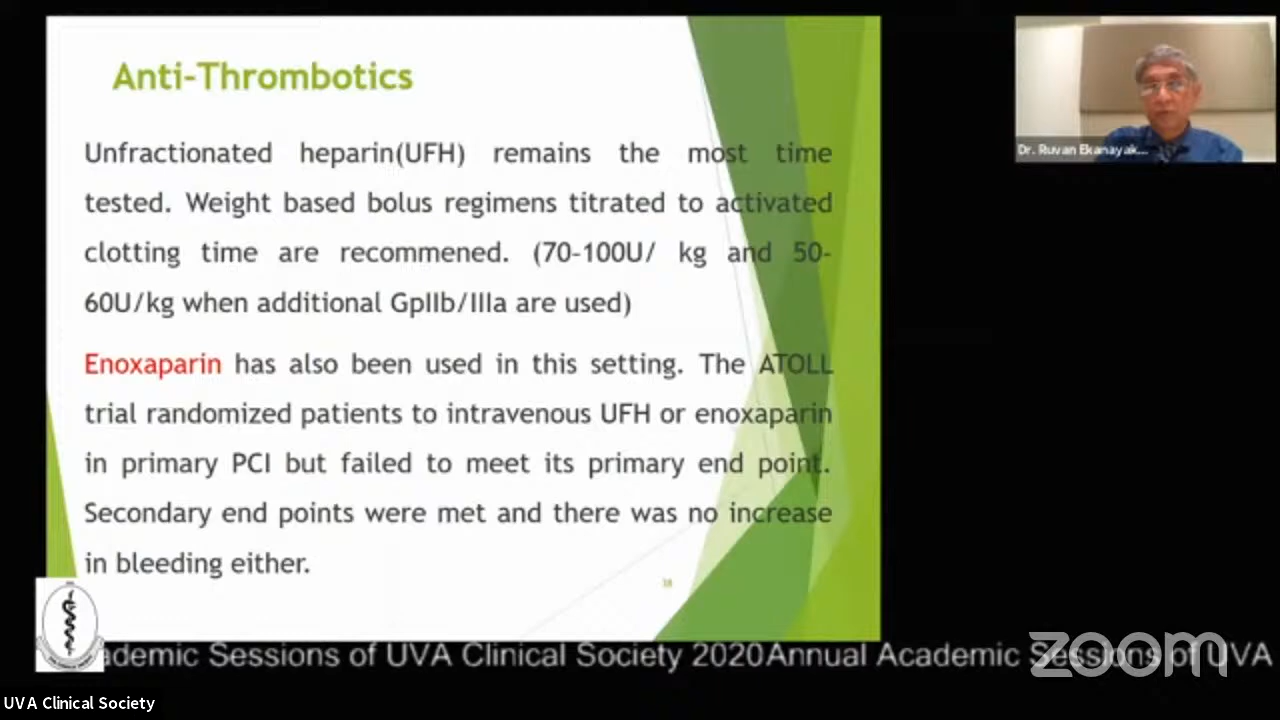 Anti-Thrombotics
Unfractionated heparin(UFH) remains the most time
tested. Weight based bolus regimens titrated to activated
clotting time are recommened. (70-100U/ kg and 50-
60U/kg when additional GpIIb/IIIa are used)
Enoxaparin has also been used in this setting. The ATOLL
trial randomized patients to intravenous UFH or enoxaparin
in primary PCI but failed to meet its primary end point.
Secondary end points were met and there was no increase
in bleeding either.
Dr. Ruvan Ekanayak...
ademic Sessions of UVA Clinical Society 2020Annual Academic Sessions of UVA
zoom
UVA Clinical Society